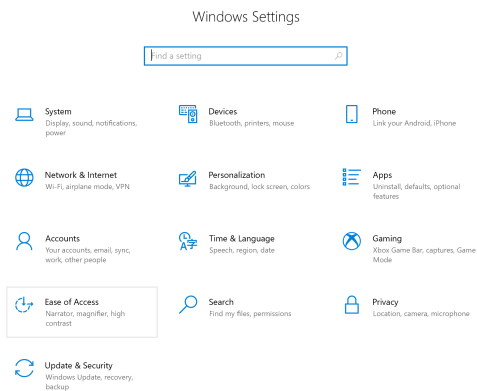 Windows Settings
Find a setting
System
Display, sound, notifications,
power
Devices
Bluetooth, printers, mouse
Phone
Link your Android, iPhone
Network & Internet
Wi-Fi, airplane mode, VPN
Personalization
Background, lock screen, colors
Apps
Uninstall, defaults, optional
features
Accounts
Your accounts, email, sync,
work, other people
Time & Language
Speech, region, date
Gaming
Xbox Game Bar, captures, Game
Mode
Ease of Access
Narrator, magnifier, high
contrast
Search
Find my files, permissions
Privacy
Location, camera, microphone
Update & Security
Windows Update, recovery,
backup